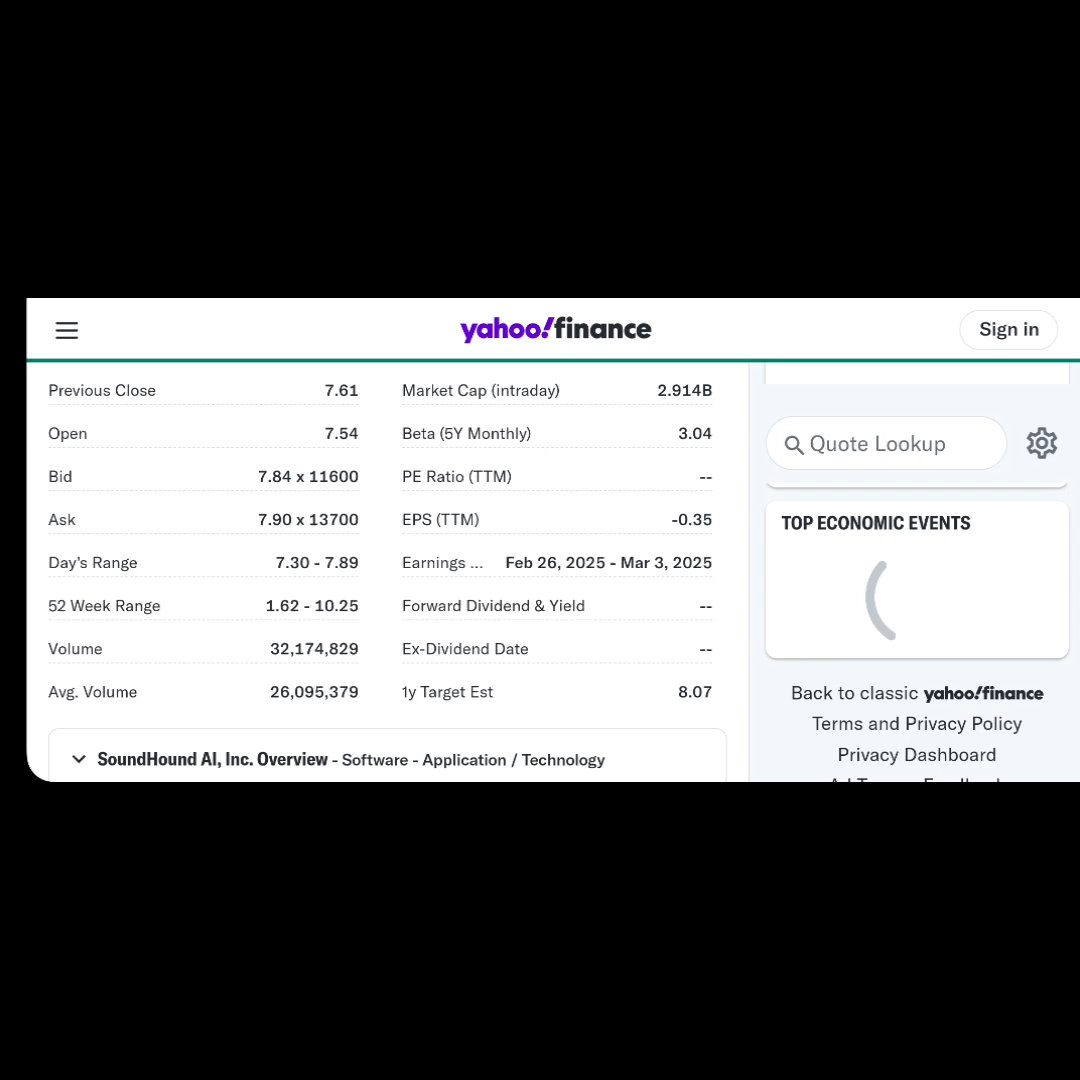 yahoo!finance
Sign in
Previous Close 7.61
Open 7.54
Bid 7.84 x 11600
Ask 7.90 x 13700
Day's Range 7.30 - 7.89
52 Week Range 1.62 - 10.25
Volume 32,174,829
Avg. Volume 26,095,379
Market Cap (intraday) 2.914B
Beta (5Y Monthly) 3.04
PE Ratio (TTM) --
EPS (TTM) -0.35
Earnings ... Feb 26, 2025 - Mar 3, 2025
Forward Dividend & Yield --
Ex-Dividend Date --
1y Target Est 8.07
SoundHound AI, Inc. Overview - Software - Application / Technology
Quote Lookup
TOP ECONOMIC EVENTS
Back to classic yahoo!finance
Terms and Privacy Policy
Privacy Dashboard